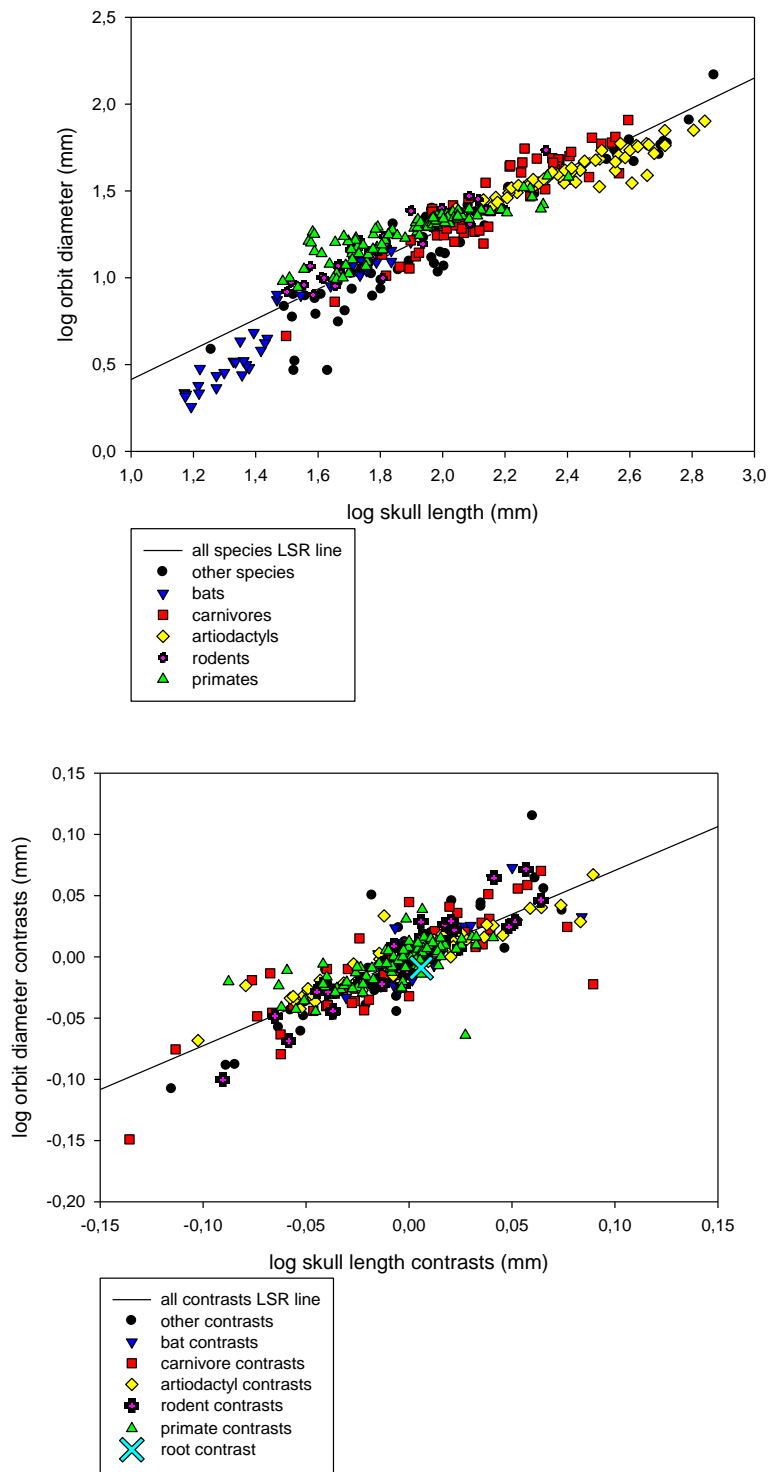 2,5
2,0
1,5
1,0
0,5
0,0
log orbit diameter (mm)
1,0 1,2 1,4 1,6 1,8 2,0 2,2 2,4 2,6 2,8 3,0
log skull length (mm)
all species LSR line
other species
bats
carnivores
artiodactyls
rodents
primates
0,15
0,10
0,05
0,00
-0,05
-0,10
-0,15
-0,20
log orbit diameter contrasts (mm)
-0,15 -0,10 -0,05 0,00 0,05 0,10 0,15
log skull length contrasts (mm)
all contrasts LSR line
other contrasts
bat contrasts
carnivore contrasts
artiodactyl contrasts
rodent contrasts
primate contrasts
root contrast